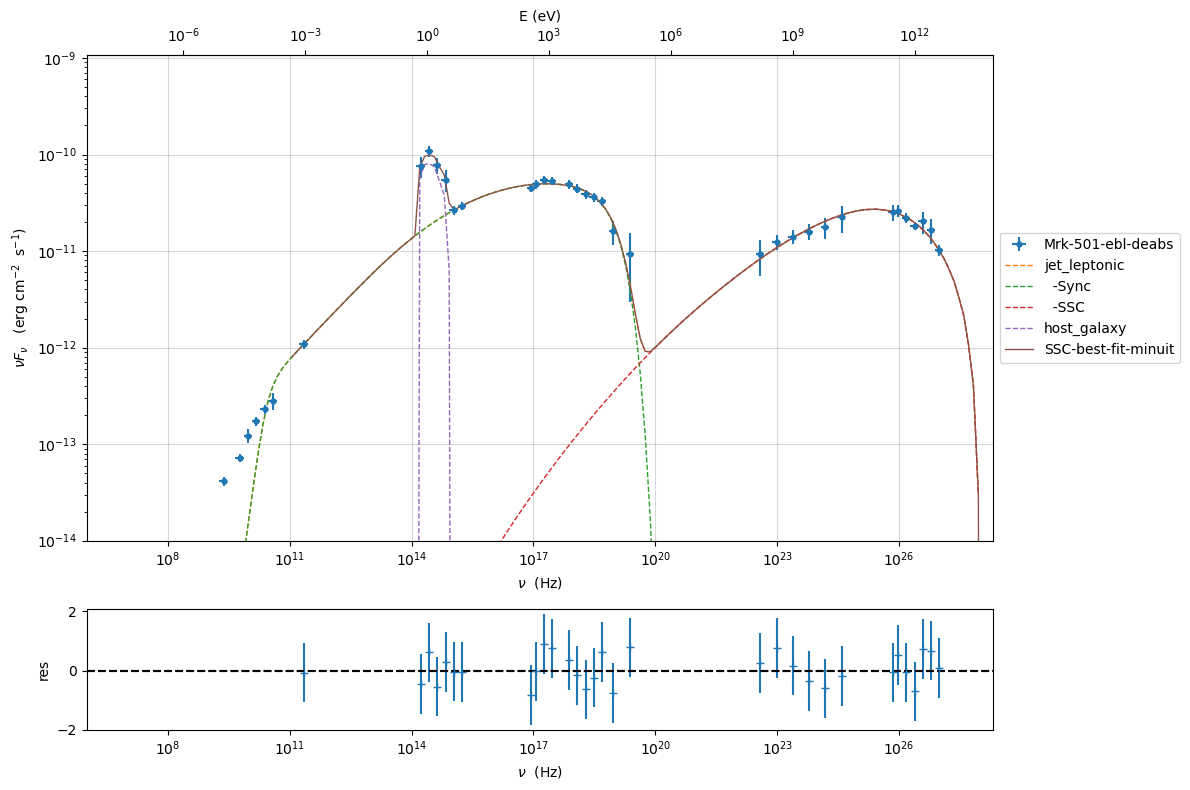 E (eV)
10⁻⁶ 10⁻³ 10⁰ 10³ 10⁶ 10⁹ 10¹²
10⁻⁹
10⁻¹⁰
10⁻¹¹
10⁻¹²
10⁻¹³
10⁻¹⁴
νFᵥ (erg cm⁻² s⁻¹)
Mrk-501-ebl-deabs
jet_leptonic
-Sync
-SSC
host_galaxy
SSC-best-fit-minuit
10⁸ 10¹¹ 10¹⁴ 10¹⁷ 10²⁰ 10²³ 10²⁶
ν (Hz)
2
0
−2
res
10⁸ 10¹¹ 10¹⁴ 10¹⁷ 10²⁰ 10²³ 10²⁶
ν (Hz)